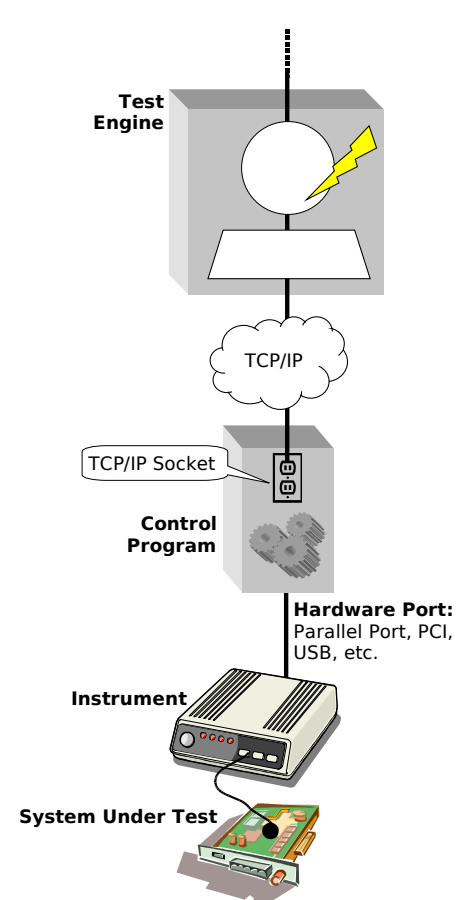 Test
Engine
TCP/IP
TCP/IP Socket
Control
Program
Hardware Port:
Parallel Port, PCI,
USB, etc.
Instrument
System Under Test